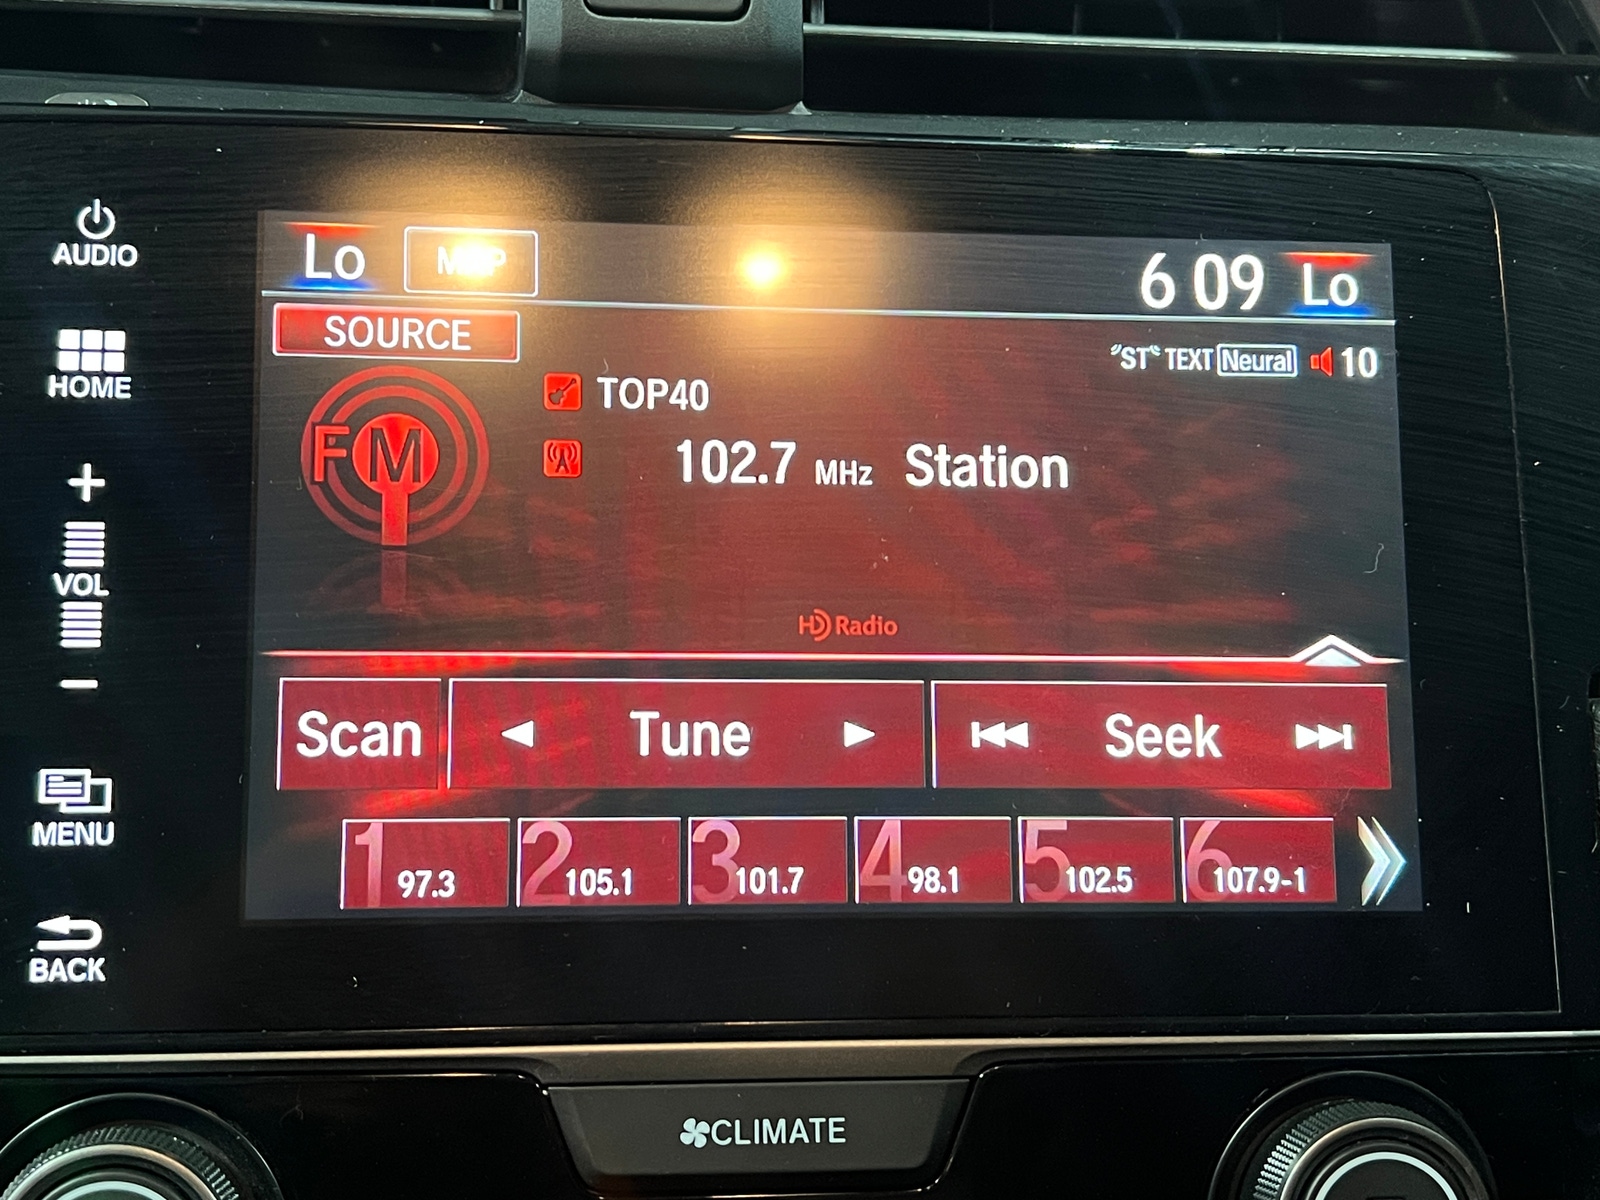 AUDIO
HOME
+
VOL
−
MENU
BACK
Lo
MAP
6 09 Lo
SOURCE
"ST" TEXT Neural 10
FM
TOP40
102.7 MHz Station
HD Radio
Scan Tune Seek
1 97.3 2 105.1 3 101.7 4 98.1 5 102.5 6 107.9-1
CLIMATE